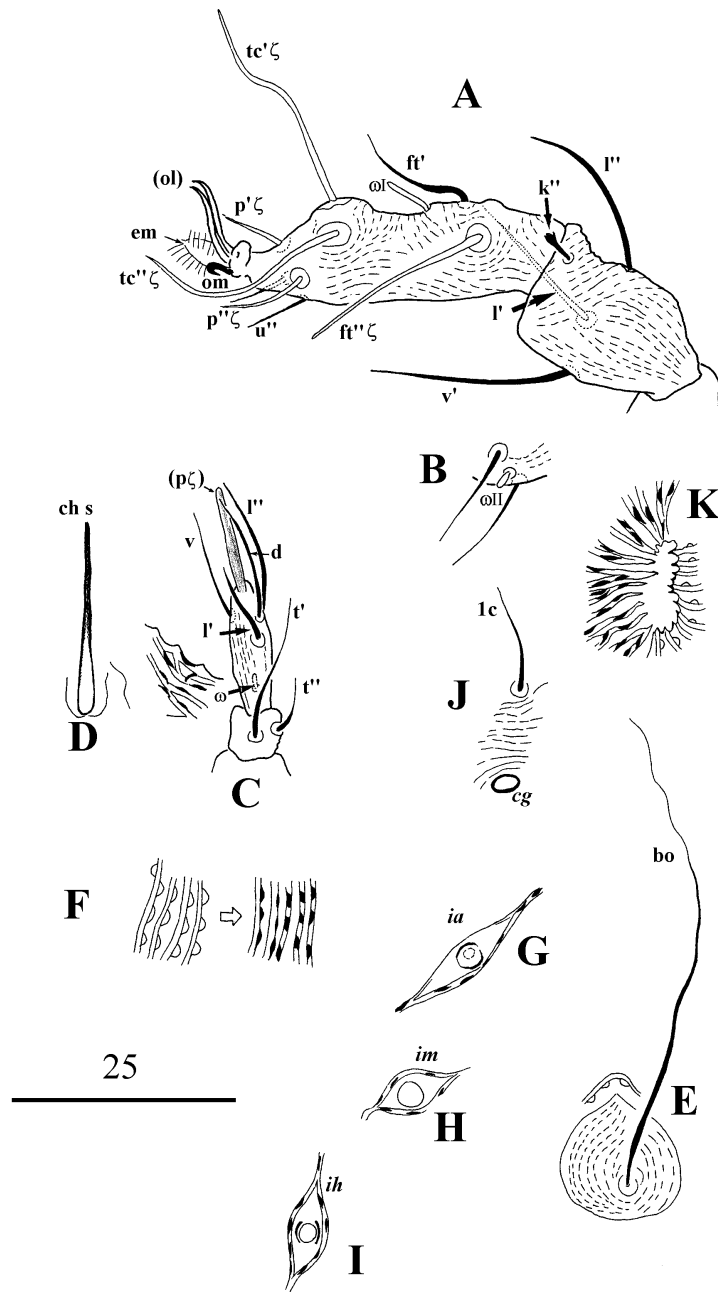 tc'ζ
A
ft'
l''
(ol)
ωI
k''
p'ζ
em
tc''ζ
om
l'
p''ζ
u''
ft''ζ
v'
B
(pζ)
ωII
K
ch s
l''
v
d
1c
l'
t'
J
ω
t''
D
cg
C
bo
F
ia
G
25
im
E
H
ih
I